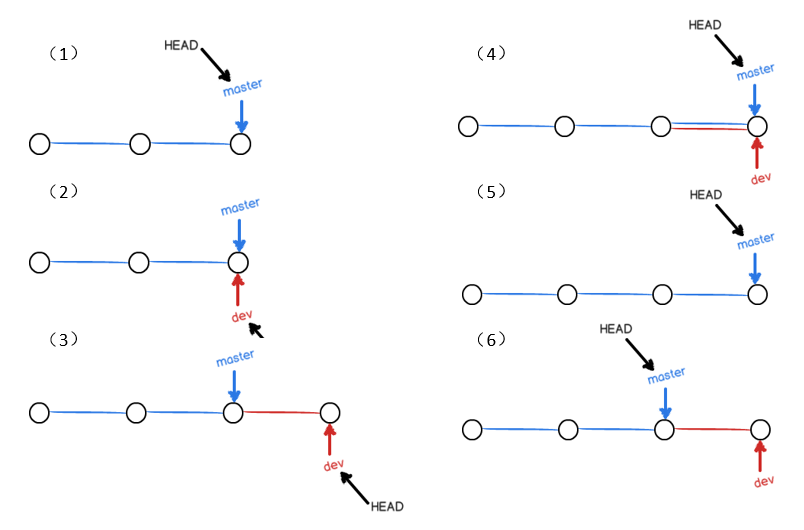 （1）
HEAD
master
（2）
master
dev
（3）
master
dev
HEAD
（4）
HEAD
master
dev
（5）
HEAD
master
（6）
HEAD
master
dev